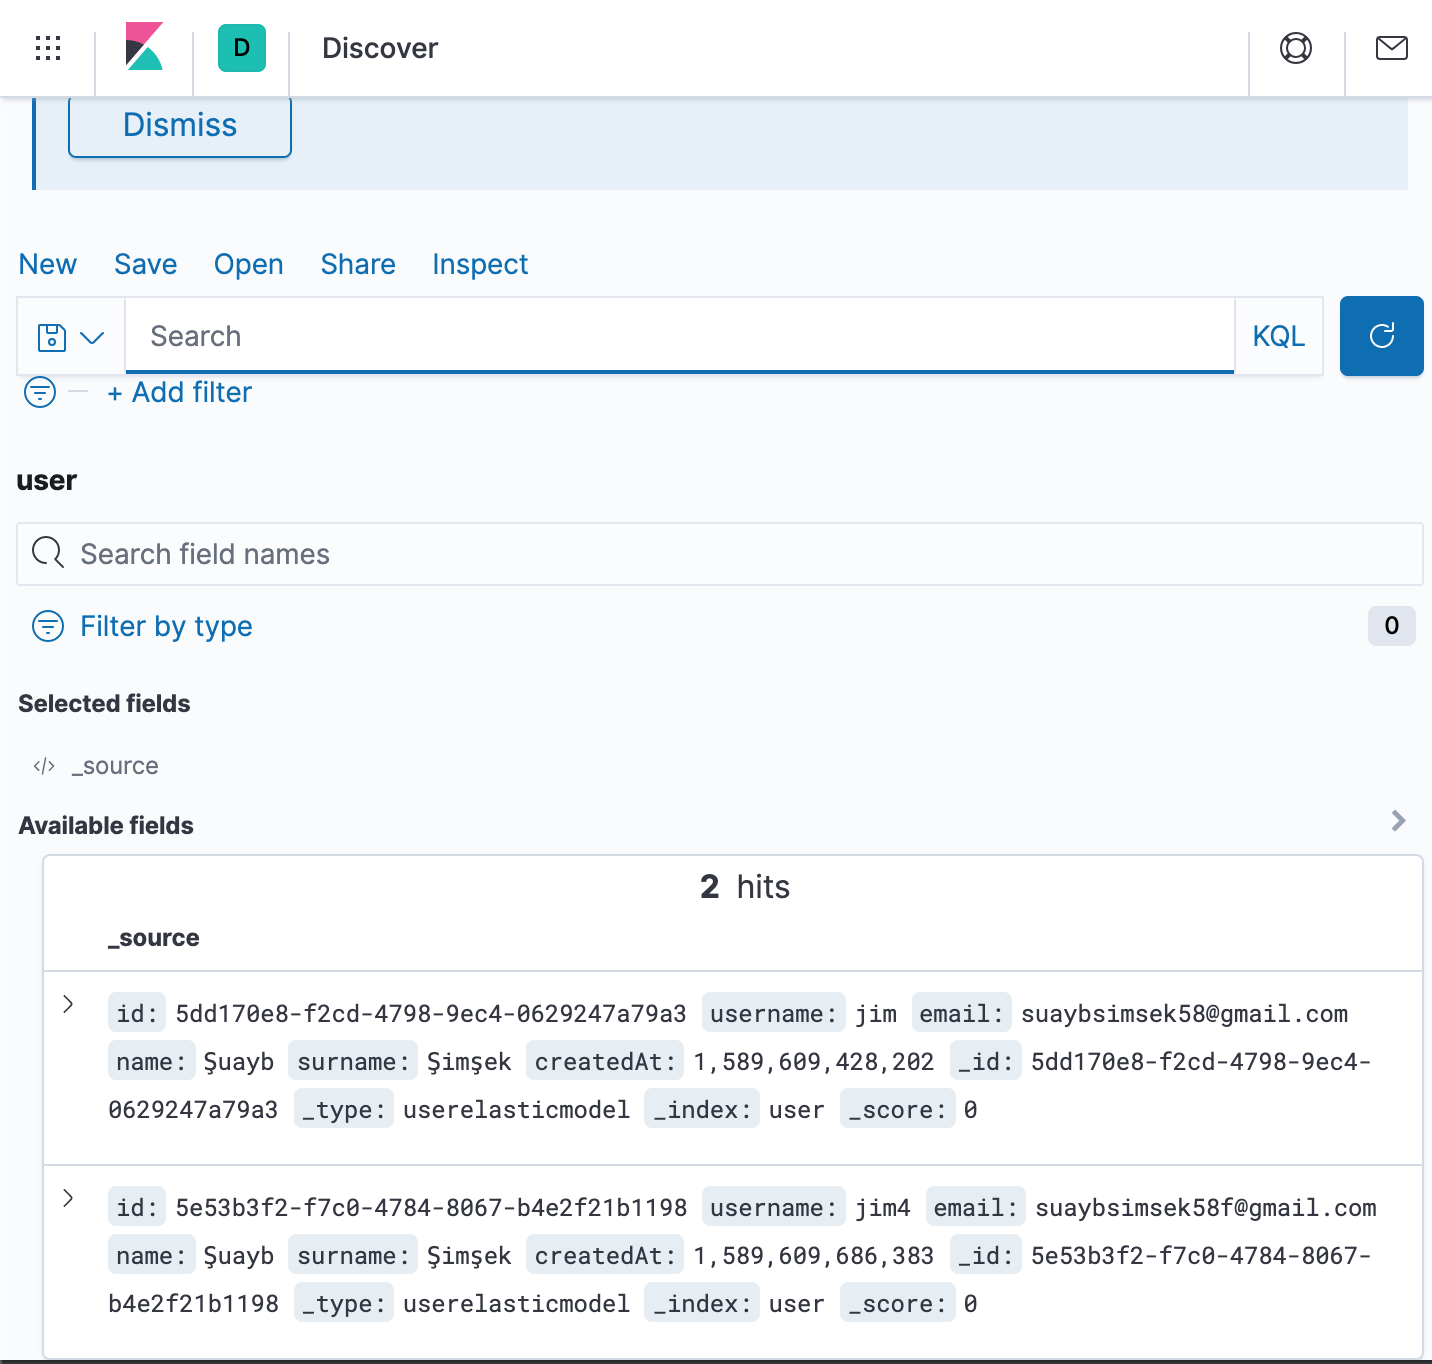 D Discover
Dismiss
New Save Open Share Inspect
Search KQL
+ Add filter
user
Search field names
Filter by type 0
Selected fields
</> _source
Available fields
2 hits
_source
id: 5dd170e8-f2cd-4798-9ec4-0629247a79a3 username: jim email: suaybsimsek58@gmail.com
name: Şuayb surname: Şimşek createdAt: 1,589,609,428,202 _id: 5dd170e8-f2cd-4798-9ec4-
0629247a79a3 _type: userelasticmodel _index: user _score: 0
id: 5e53b3f2-f7c0-4784-8067-b4e2f21b1198 username: jim4 email: suaybsimsek58f@gmail.com
name: Şuayb surname: Şimşek createdAt: 1,589,609,686,383 _id: 5e53b3f2-f7c0-4784-8067-
b4e2f21b1198 _type: userelasticmodel _index: user _score: 0